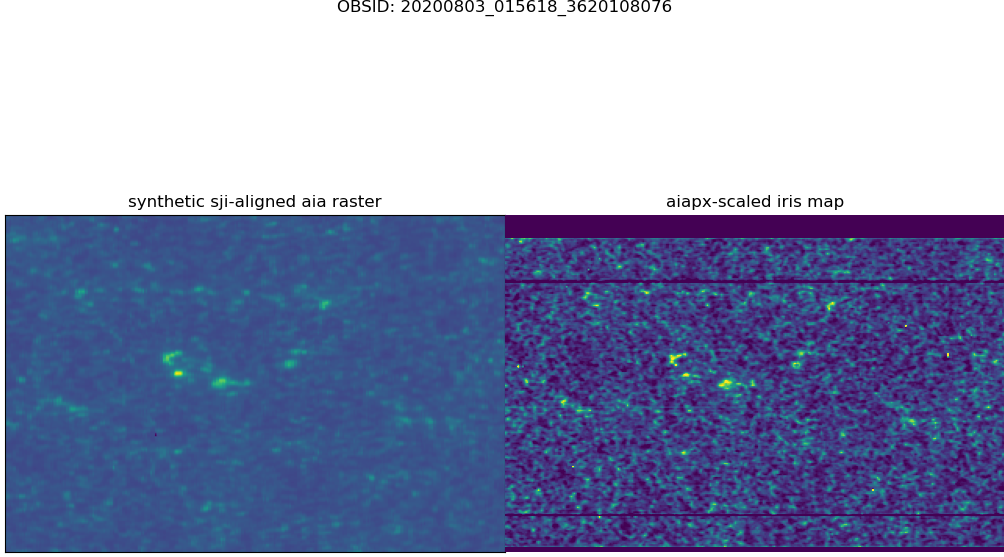 OBSID: 20200803_015618_3620108076
synthetic sji-aligned aia raster
aiapx-scaled iris map